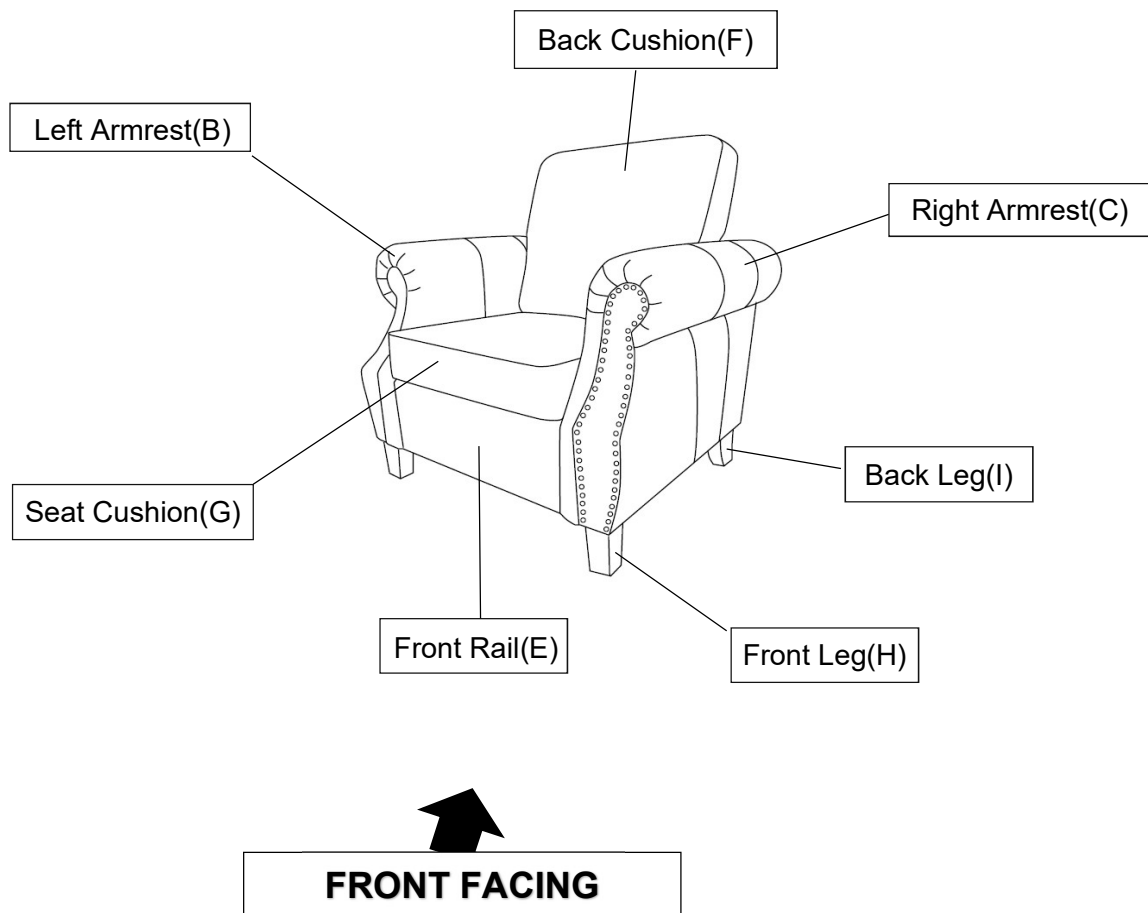 Back Cushion(F)
Left Armrest(B)
Right Armrest(C)
Back Leg(I)
Seat Cushion(G)
Front Rail(E)
Front Leg(H)
FRONT FACING